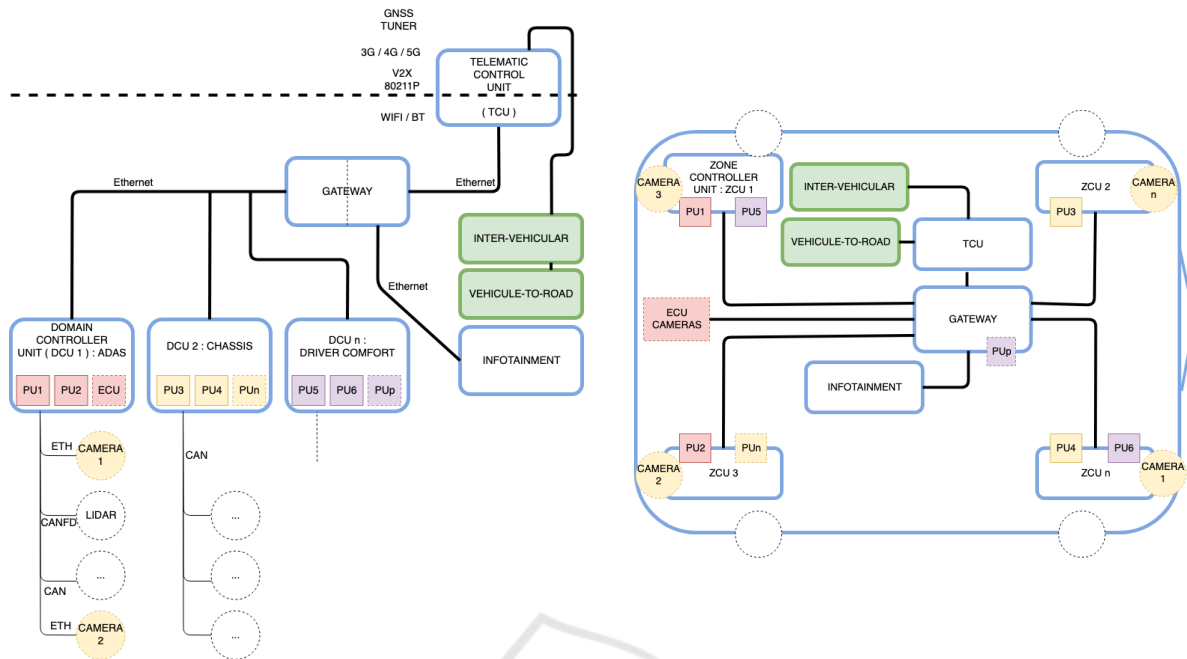 GNSS
TUNER
3G / 4G / 5G
V2X
80211P
WIFI / BT
TELEMATIC
CONTROL
UNIT
( TCU )
Ethernet
GATEWAY
Ethernet
INTER-VEHICULAR
VEHICULE-TO-ROAD
Ethernet
INFOTAINMENT
DOMAIN
CONTROLLER
UNIT ( DCU 1 ) : ADAS
PU1
PU2
ECU
DCU 2 : CHASSIS
PU3
PU4
PUn
DCU n :
DRIVER COMFORT
PU5
PU6
PUp
ETH
CAMERA
1
CANFD
LIDAR
CAN
...
ETH
CAMERA
2
CAN
...
...
...
CAMERA
3
ZONE
CONTROLLER
UNIT : ZCU 1
PU1
PU5
INTER-VEHICULAR
VEHICULE-TO-ROAD
TCU
ZCU 2
CAMERA
n
PU3
ECU
CAMERAS
GATEWAY
PUp
INFOTAINMENT
PU2
PUn
CAMERA
2
ZCU 3
PU4
PU6
ZCU n
CAMERA
1